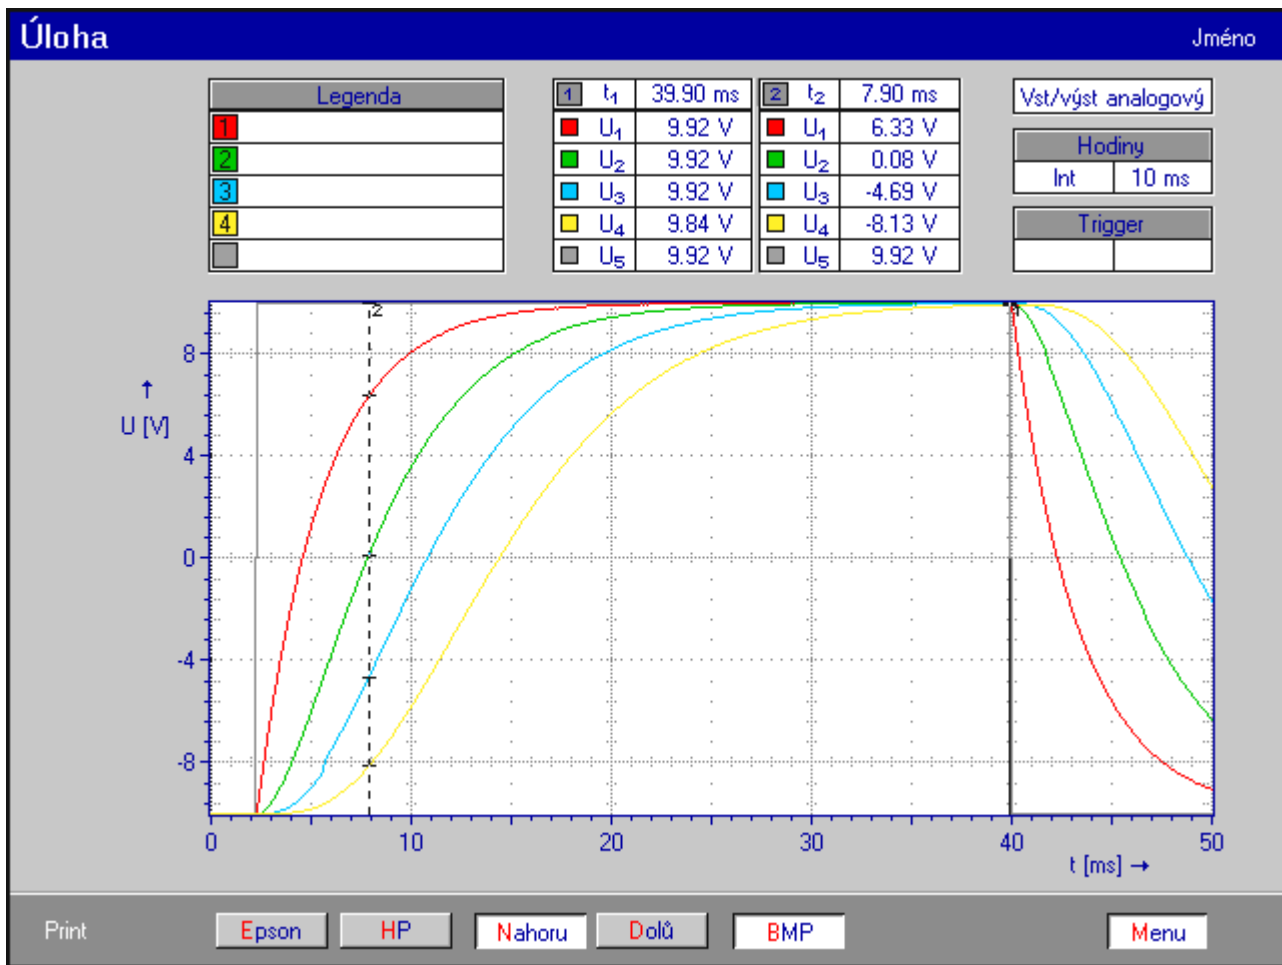 Úloha Jméno
Legenda
1
2
3
4
1 t1 39.90 ms 2 t2 7.90 ms
U1 9.92 V U1 6.33 V
U2 9.92 V U2 0.08 V
U3 9.92 V U3 -4.69 V
U4 9.84 V U4 -8.13 V
U5 9.92 V U5 9.92 V
Vst/výst analogový
Hodiny
Int 10 ms
Trigger
2
1
8
↑
U [V]
4
0
-4
-8
0 10 20 30 40 50
t [ms] →
Print Epson HP Nahoru Dolů BMP Menu